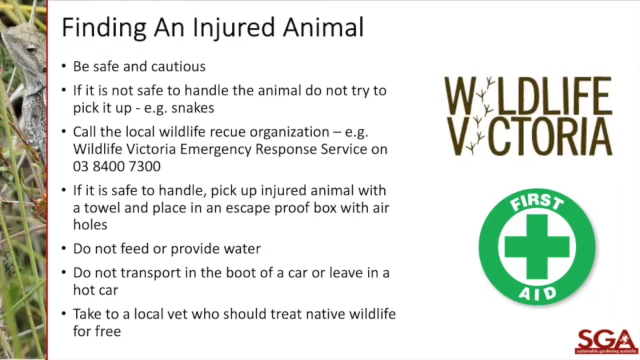 Finding An Injured Animal
• Be safe and cautious
• If it is not safe to handle the animal do not try to
pick it up - e.g. snakes
• Call the local wildlife recue organization – e.g.
Wildlife Victoria Emergency Response Service on
03 8400 7300
• If it is safe to handle, pick up injured animal with
a towel and place in an escape proof box with air
holes
• Do not feed or provide water
• Do not transport in the boot of a car or leave in a
hot car
• Take to a local vet who should treat native wildlife
for free
WILDLIFE
VICTORIA
FIRST
AID
SGA
sustainable gardening australia